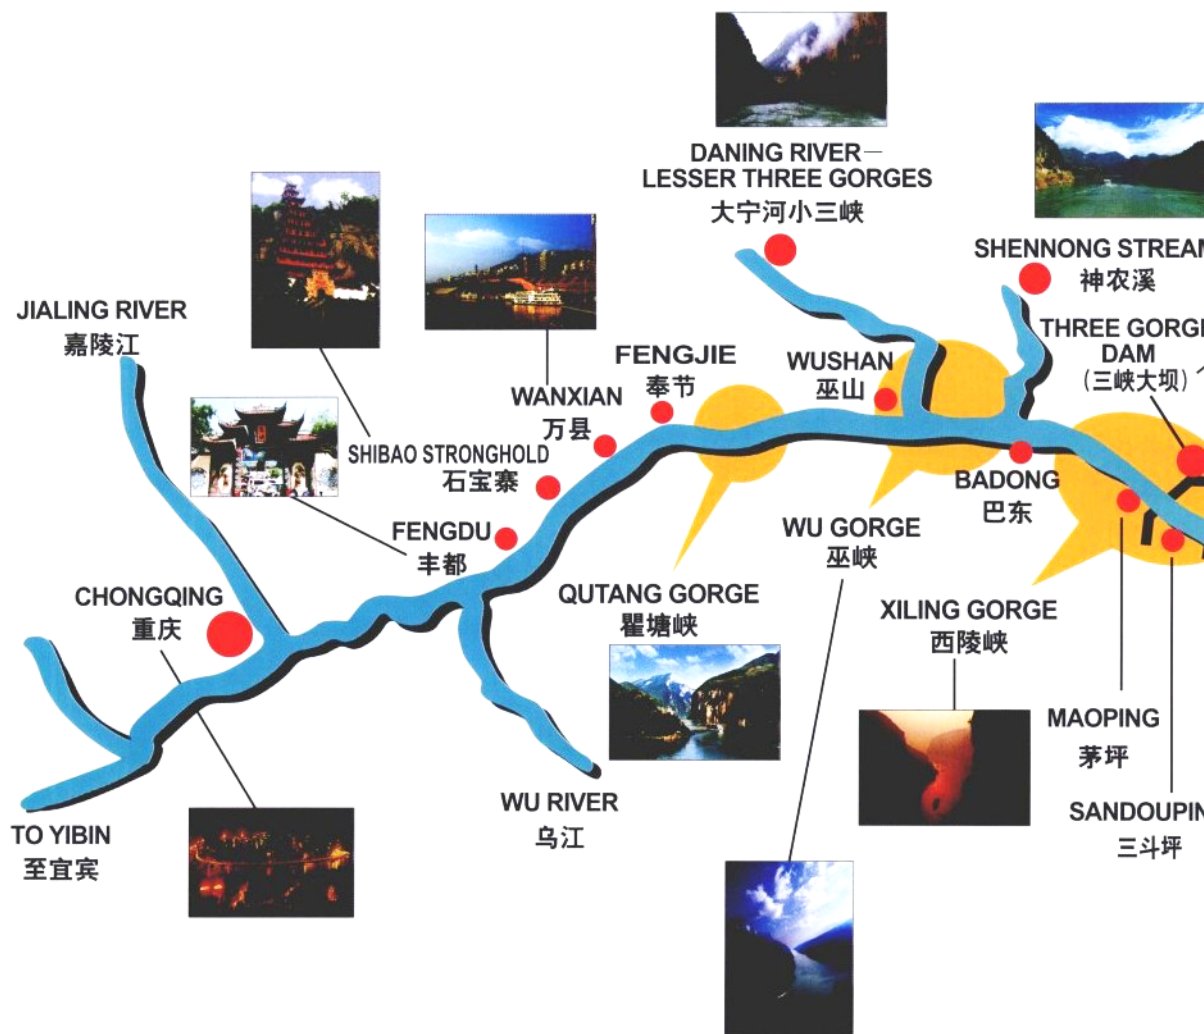 DANING RIVER—
LESSER THREE GORGES
大宁河小三峡
SHENNONG STREAM
神农溪
JIALING RIVER
嘉陵江
THREE GORGE
DAM
(三峡大坝)
FENGJIE
奉节
WUSHAN
巫山
WANXIAN
万县
SHIBAO STRONGHOLD
石宝寨
BADONG
巴东
FENGDU
丰都
WU GORGE
巫峡
CHONGQING
重庆
QUTANG GORGE
瞿塘峡
XILING GORGE
西陵峡
MAOPING
茅坪
WU RIVER
乌江
SANDOUPIN
三斗坪
TO YIBIN
至宜宾